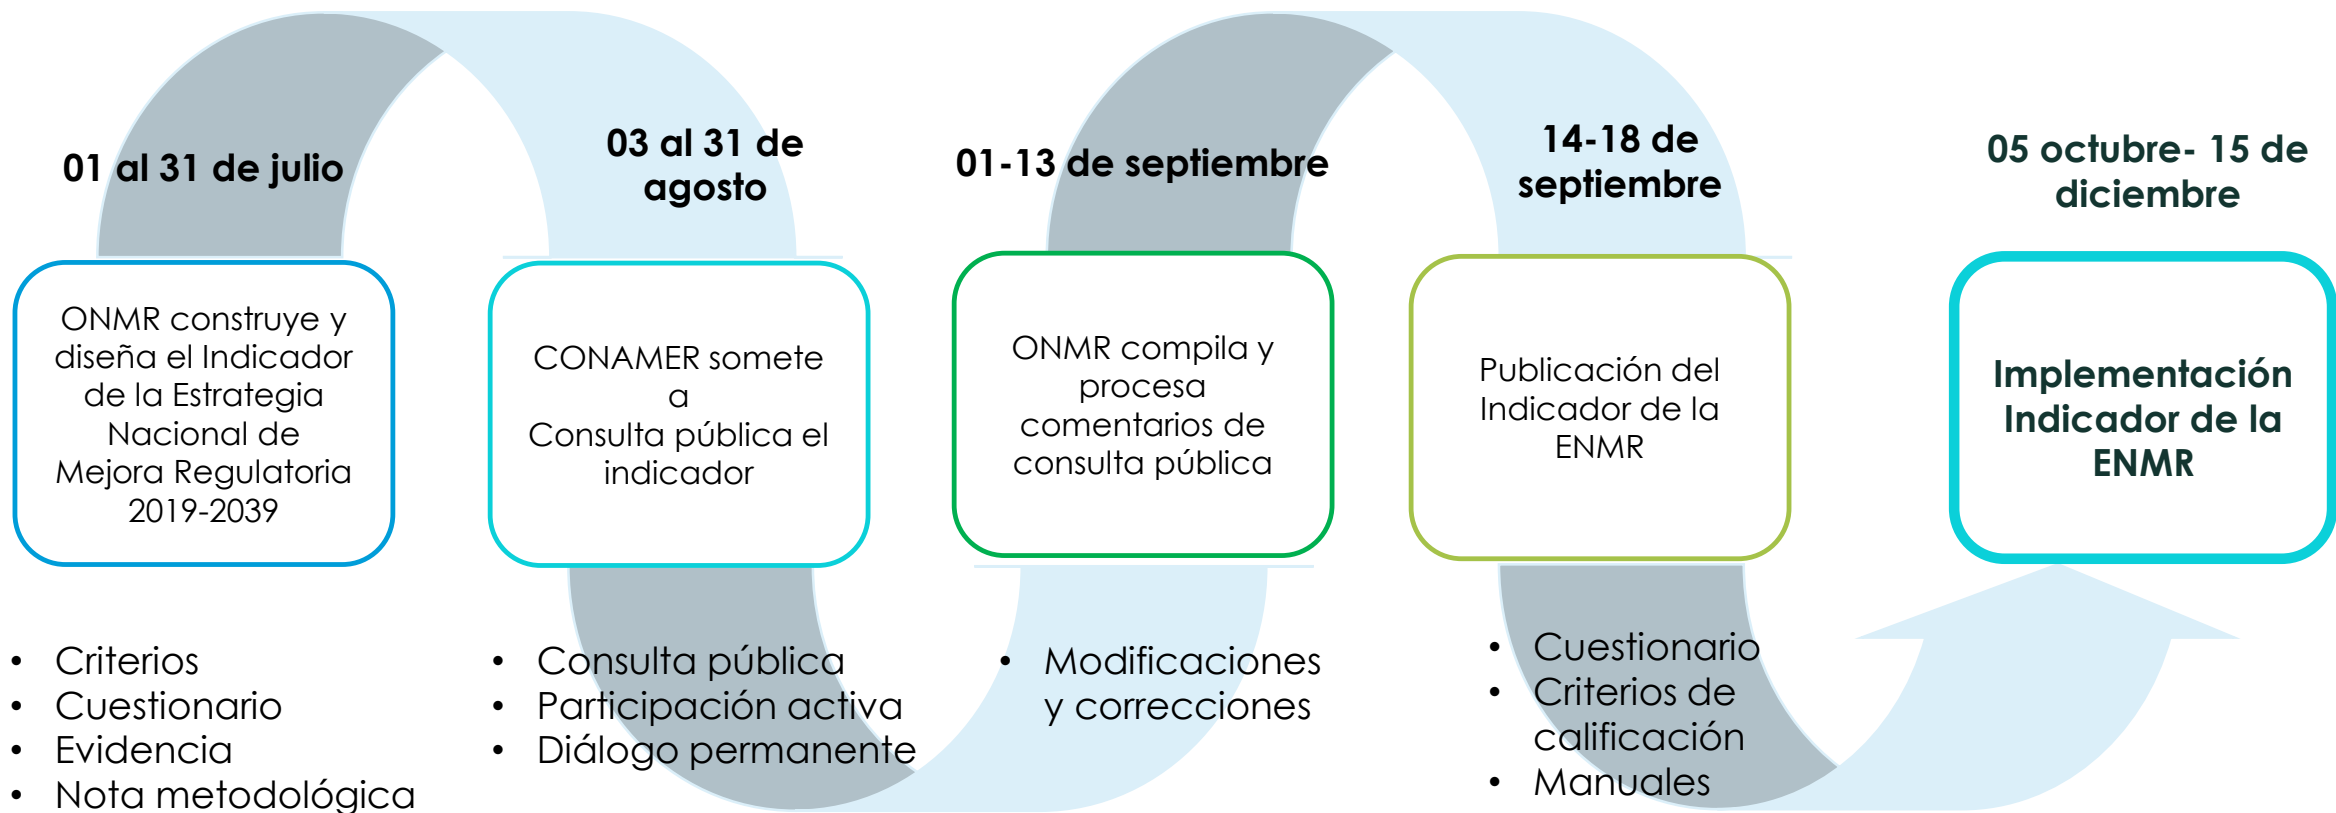 01 al 31 de julio
ONMR construye y
diseña el Indicador
de la Estrategia
Nacional de
Mejora Regulatoria
2019-2039
• Criterios
• Cuestionario
• Evidencia
• Nota metodológica
03 al 31 de
agosto
CONAMER somete
a
Consulta pública el
indicador
• Consulta pública
• Participación activa
• Diálogo permanente
01-13 de septiembre
ONMR compila y
procesa
comentarios de
consulta pública
• Modificaciones
y correcciones
14-18 de
septiembre
Publicación del
Indicador de la
ENMR
• Cuestionario
• Criterios de
calificación
• Manuales
05 octubre- 15 de
diciembre
Implementación
Indicador de la
ENMR